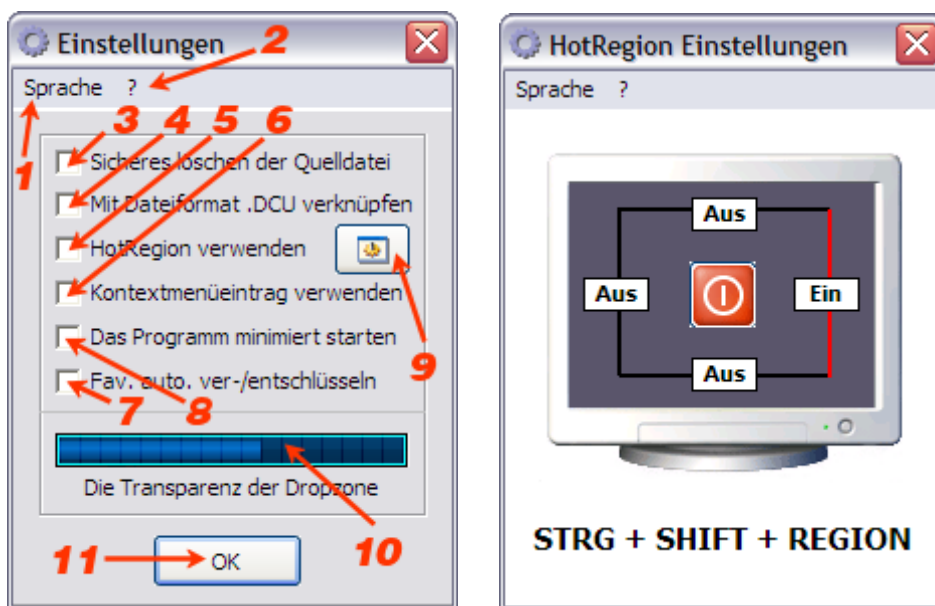 Einstellungen
2
Sprache ?
1
3 4 5 6
Sicheres löschen der Quelldatei
Mit Dateiformat .DCU verknüpfen
HotRegion verwenden
Kontextmenüeintrag verwenden
Das Programm minimiert starten
9
Fav. auto. ver-/entschlüsseln
7 8
Die Transparenz der Dropzone
10
11
OK
HotRegion Einstellungen
Sprache ?
Aus
Aus
Ein
Aus
STRG + SHIFT + REGION